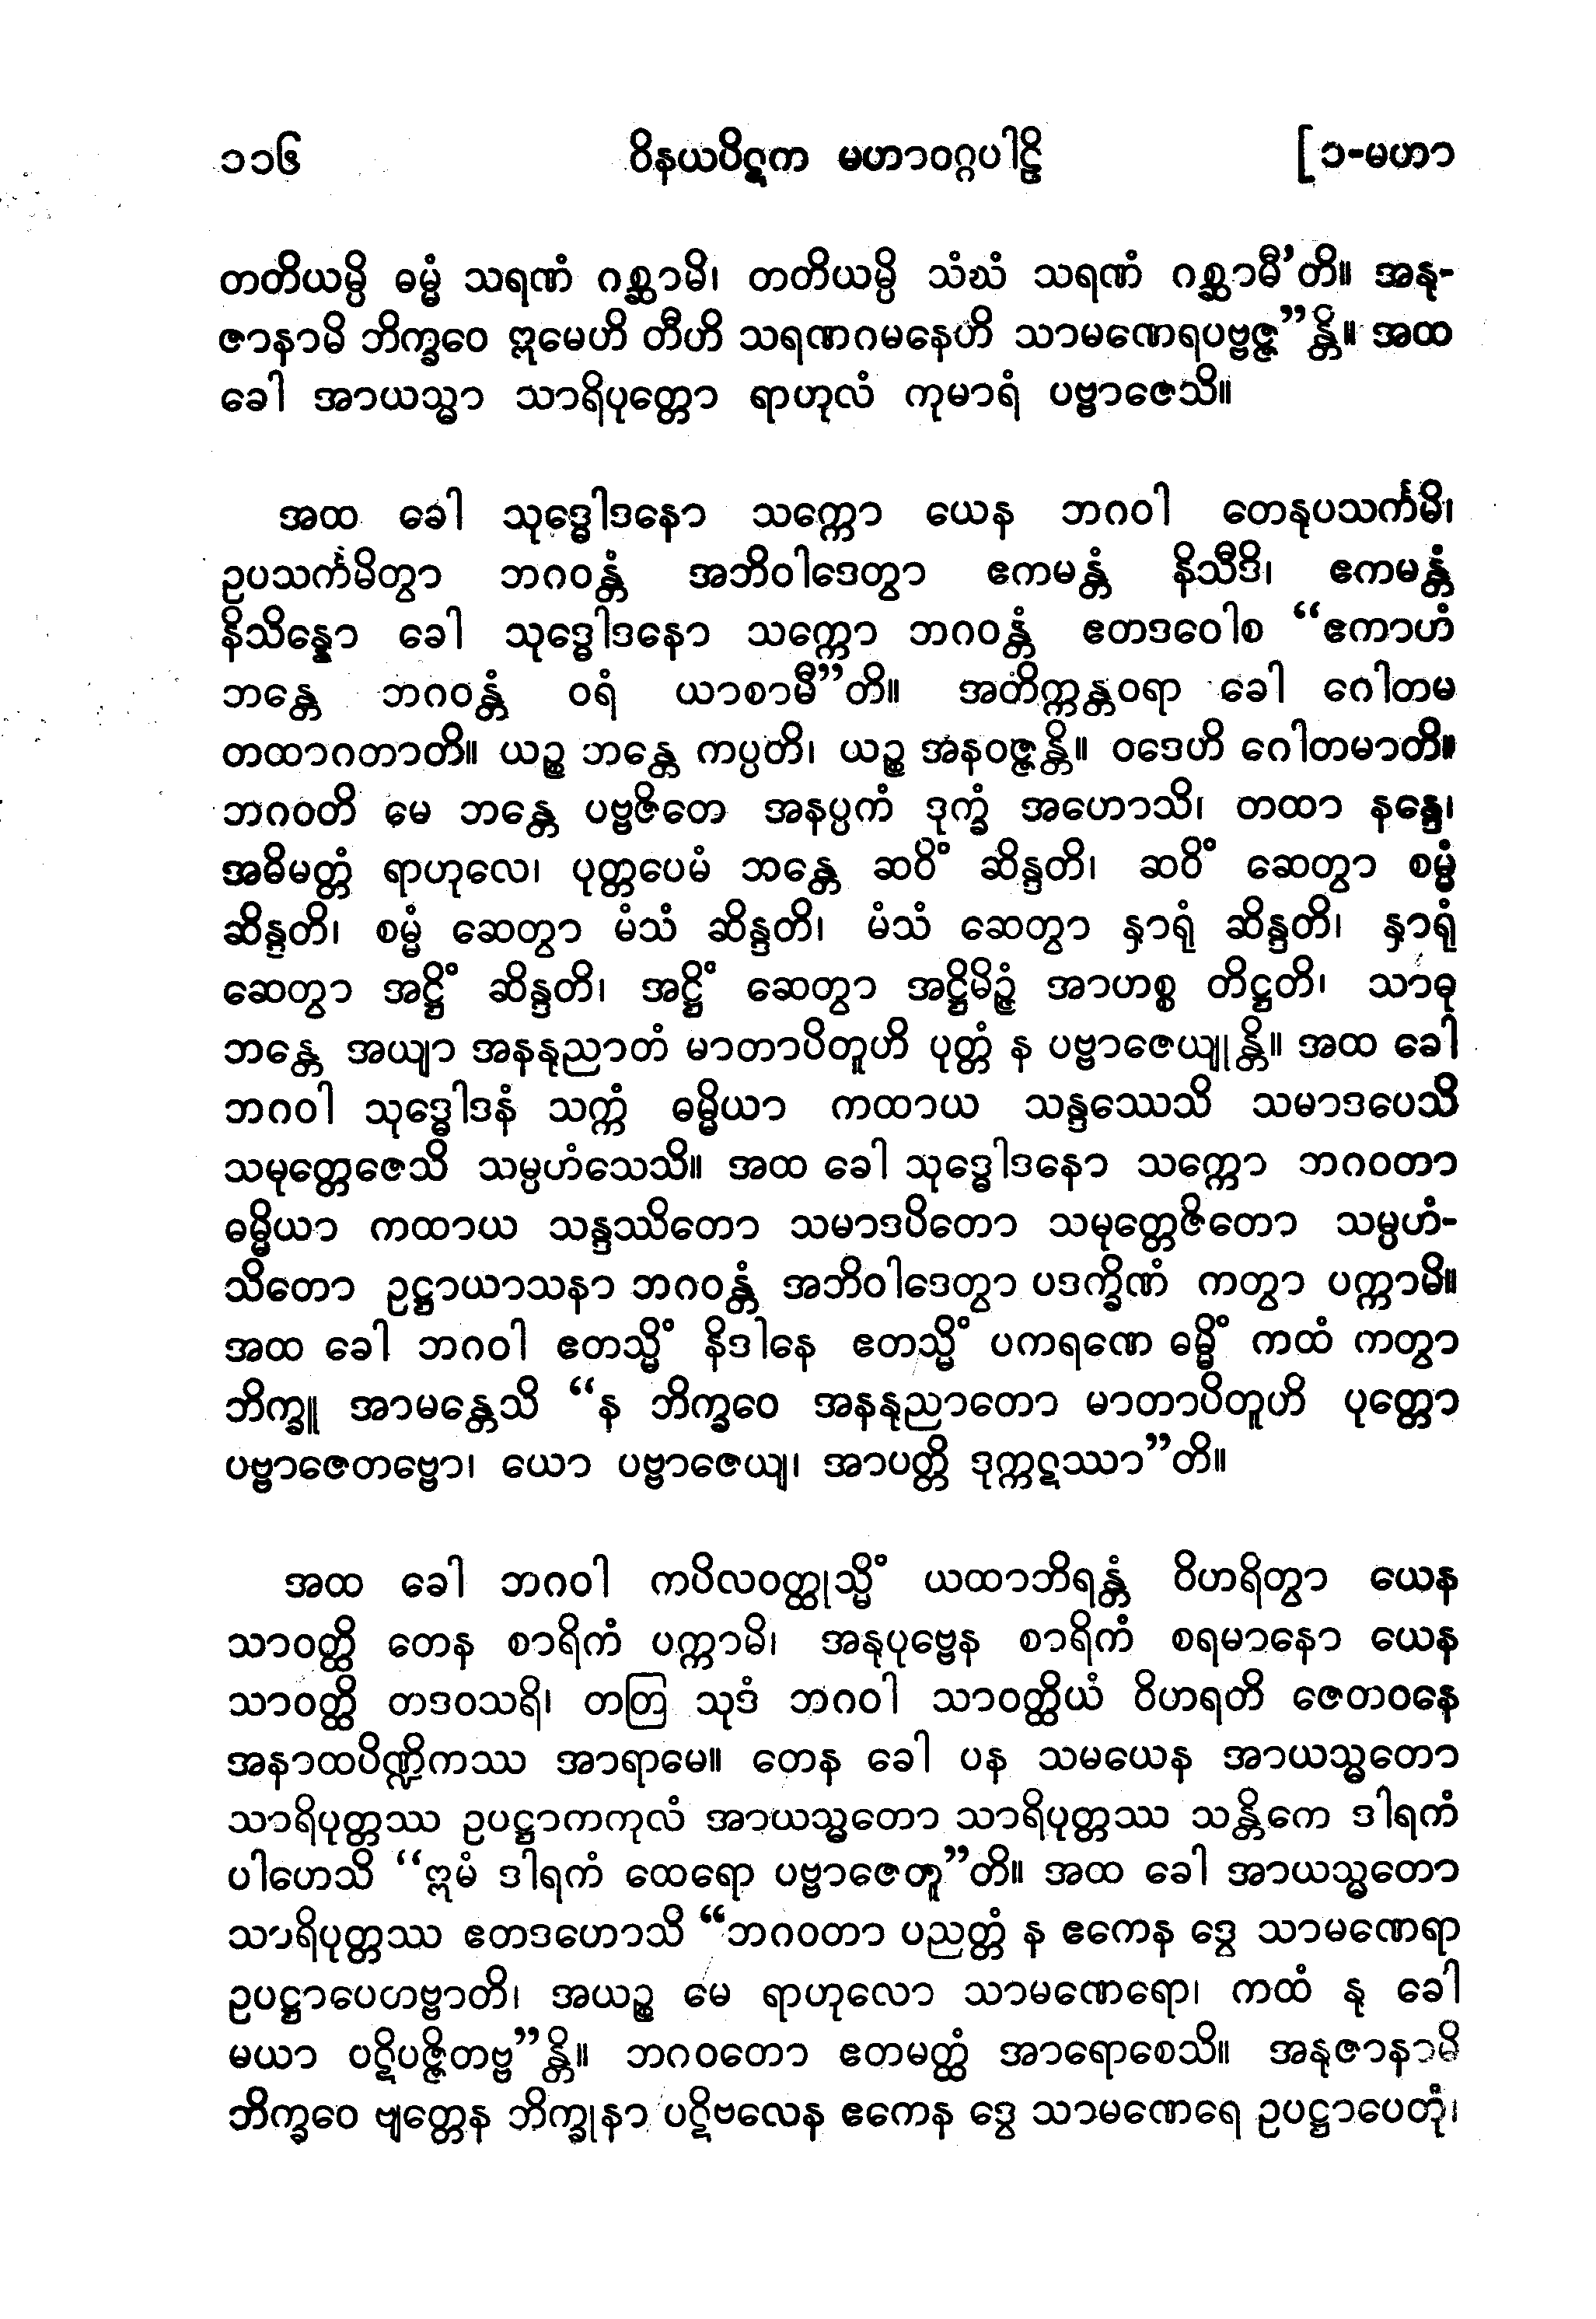 ၁၁၆ ဝိနယပိဋက မဟာဝဂ္ဂပါဠိ [၁-မဟာ
တတိယမ္ပိ ဓမ္မံ သရဏံ ဂစ္ဆာမိ၊ တတိယမ္ပိ သံဃံ သရဏံ ဂစ္ဆာမီ’တိ။ အနု-
ဇာနာမိ ဘိက္ခဝေ ဣမေဟိ တီဟိ သရဏဂမနေဟိ သာမဏေရပဗ္ဗဇ္ဇ”န္တိ။ အထ
ခေါ အာယသ္မာ သာရိပုတ္တော ရာဟုလံ ကုမာရံ ပဗ္ဗာဇေသိ။
အထ ခေါ သုဒ္ဓေါဒနော သက္ကော ယေန ဘဂဝါ တေနုပသင်္ကမိ၊
ဥပသင်္ကမိတွာ ဘဂဝန္တံ အဘိဝါဒေတွာ ဧကမန္တံ နိသီဒိ၊ ဧကမန္တံ
နိသိန္နော ခေါ သုဒ္ဓေါဒနော သက္ကော ဘဂဝန္တံ ဧတဒဝေါစ “ဧကာဟံ
ဘန္တေ ဘဂဝန္တံ ဝရံ ယာစာမီ”တိ။ အတိက္ကန္တဝရာ ခေါ ဂေါတမ
တထာဂတာတိ။ ယဉ္စ ဘန္တေ ကပ္ပတိ၊ ယဉ္စ အနဝဇ္ဇန္တိ။ ဝဒေဟိ ဂေါတမာတိ။
ဘဂဝတိ မေ ဘန္တေ ပဗ္ဗဇိတေ အနပ္ပကံ ဒုက္ခံ အဟောသိ၊ တထာ နန္ဒေ၊
အဓိမတ္တံ ရာဟုလေ၊ ပုတ္တပေမံ ဘန္တေ ဆဝိံ ဆိန္ဒတိ၊ ဆဝိံ ဆေတွာ စမ္မံ
ဆိန္ဒတိ၊ စမ္မံ ဆေတွာ မံသံ ဆိန္ဒတိ၊ မံသံ ဆေတွာ နှာရုံ ဆိန္ဒတိ၊ နှာရုံ
ဆေတွာ အဋ္ဌိံ ဆိန္ဒတိ၊ အဋ္ဌိံ ဆေတွာ အဋ္ဌိမိဉ္ဇံ အာဟစ္စ တိဋ္ဌတိ၊ သာဓု
ဘန္တေ အယျာ အနနုညာတံ မာတာပိတူဟိ ပုတ္တံ န ပဗ္ဗာဇေယျုန္တိ။ အထ ခေါ
ဘဂဝါ သုဒ္ဓေါဒနံ သက္ကံ ဓမ္မိယာ ကထာယ သန္ဒဿေသိ သမာဒပေသိ
သမုတ္တေဇေသိ သမ္ပဟံသေသိ။ အထ ခေါ သုဒ္ဓေါဒနော သက္ကော ဘဂဝတာ
ဓမ္မိယာ ကထာယ သန္ဒဿိတော သမာဒပိတော သမုတ္တေဇိတော သမ္ပဟံ-
သိတော ဥဋ္ဌာယာသနာ ဘဂဝန္တံ အဘိဝါဒေတွာ ပဒက္ခိဏံ ကတွာ ပက္ကာမိ။
အထ ခေါ ဘဂဝါ ဧတသ္မိံ နိဒါနေ ဧတသ္မိံ ပကရဏေ ဓမ္မိံ ကထံ ကတွာ
ဘိက္ခူ အာမန္တေသိ “န ဘိက္ခဝေ အနနုညာတော မာတာပိတူဟိ ပုတ္တော
ပဗ္ဗာဇေတဗ္ဗော၊ ယော ပဗ္ဗာဇေယျ၊ အာပတ္တိ ဒုက္ကဋဿာ”တိ။
အထ ခေါ ဘဂဝါ ကပိလဝတ္ထုသ္မိံ ယထာဘိရန္တံ ဝိဟရိတွာ ယေန
သာဝတ္ထိ တေန စာရိကံ ပက္ကာမိ၊ အနုပုဗ္ဗေန စာရိကံ စရမာနော ယေန
သာဝတ္ထိ တဒဝသရိ၊ တတြ သုဒံ ဘဂဝါ သာဝတ္ထိယံ ဝိဟရတိ ဇေတဝနေ
အနာထပိဏ္ဍိကဿ အာရာမေ။ တေန ခေါ ပန သမယေန အာယသ္မတော
သာရိပုတ္တဿ ဥပဋ္ဌာကကုလံ အာယသ္မတော သာရိပုတ္တဿ သန္တိကေ ဒါရကံ
ပါဟေသိ “ဣမံ ဒါရကံ ထေရော ပဗ္ဗာဇေတူ”တိ။ အထ ခေါ အာယသ္မတော
သာရိပုတ္တဿ ဧတဒဟောသိ “ဘဂဝတာ ပညတ္တံ န ဧကေန ဒွေ သာမဏေရာ
ဥပဋ္ဌာပေတဗ္ဗာတိ၊ အယဉ္စ မေ ရာဟုလော သာမဏေရော၊ ကထံ နု ခေါ
မယာ ပဋိပဇ္ဇိတဗ္ဗ”န္တိ။ ဘဂဝတော ဧတမတ္ထံ အာရောစေသိ။ အနုဇာနာမိ
ဘိက္ခဝေ ဗျတ္တေန ဘိက္ခုနာ ပဋိဗလေန ဧကေန ဒွေ သာမဏေရေ ဥပဋ္ဌာပေတုံ၊